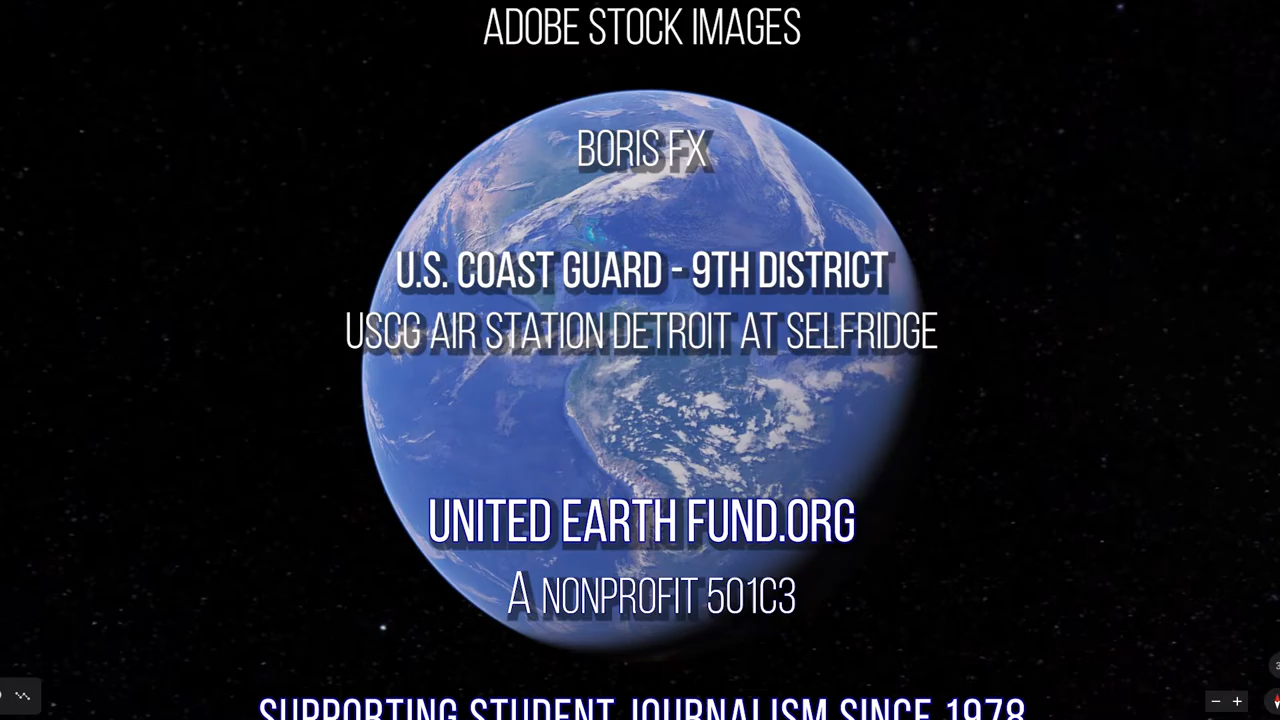 ADOBE STOCK IMAGES
BORIS FX
U.S. COAST GUARD - 9TH DISTRICT
USCG AIR STATION DETROIT AT SELFRIDGE
UNITED EARTH FUND.ORG
A NONPROFIT 501C3
SUPPORTING STUDENT JOURNALISM SINCE 1978